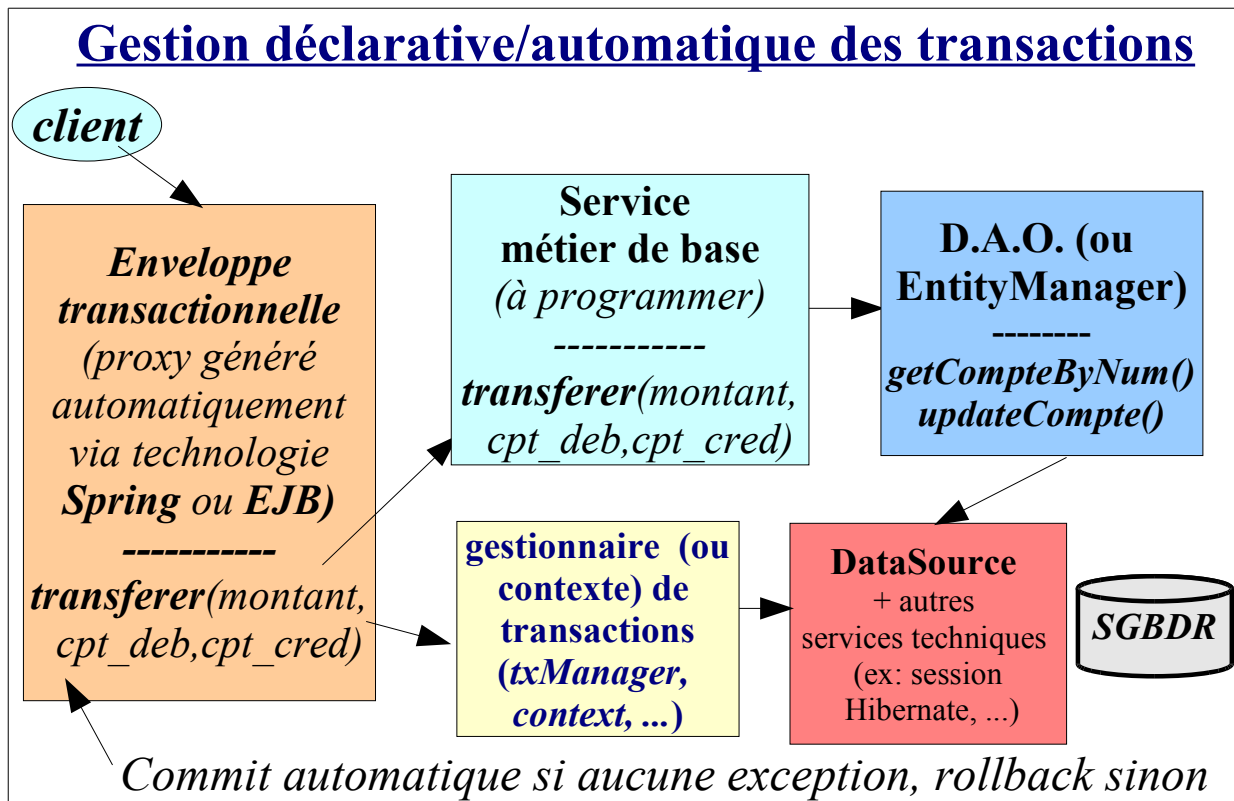 Gestion déclarative/automatique des transactions
client
Enveloppe
transactionnelle
(proxy généré
automatiquement
via technologie
Spring ou EJB)
-----------
transferer(montant,
cpt_deb,cpt_cred)
Service
métier de base
(à programmer)
-----------
transferer(montant,
cpt_deb,cpt_cred)
D.A.O. (ou
EntityManager)
--------
getCompteByNum()
updateCompte()
gestionnaire (ou
contexte) de
transactions
(txManager,
context, ...)
DataSource
+ autres
services techniques
(ex: session
Hibernate, ...)
SGBDR
Commit automatique si aucune exception, rollback sinon